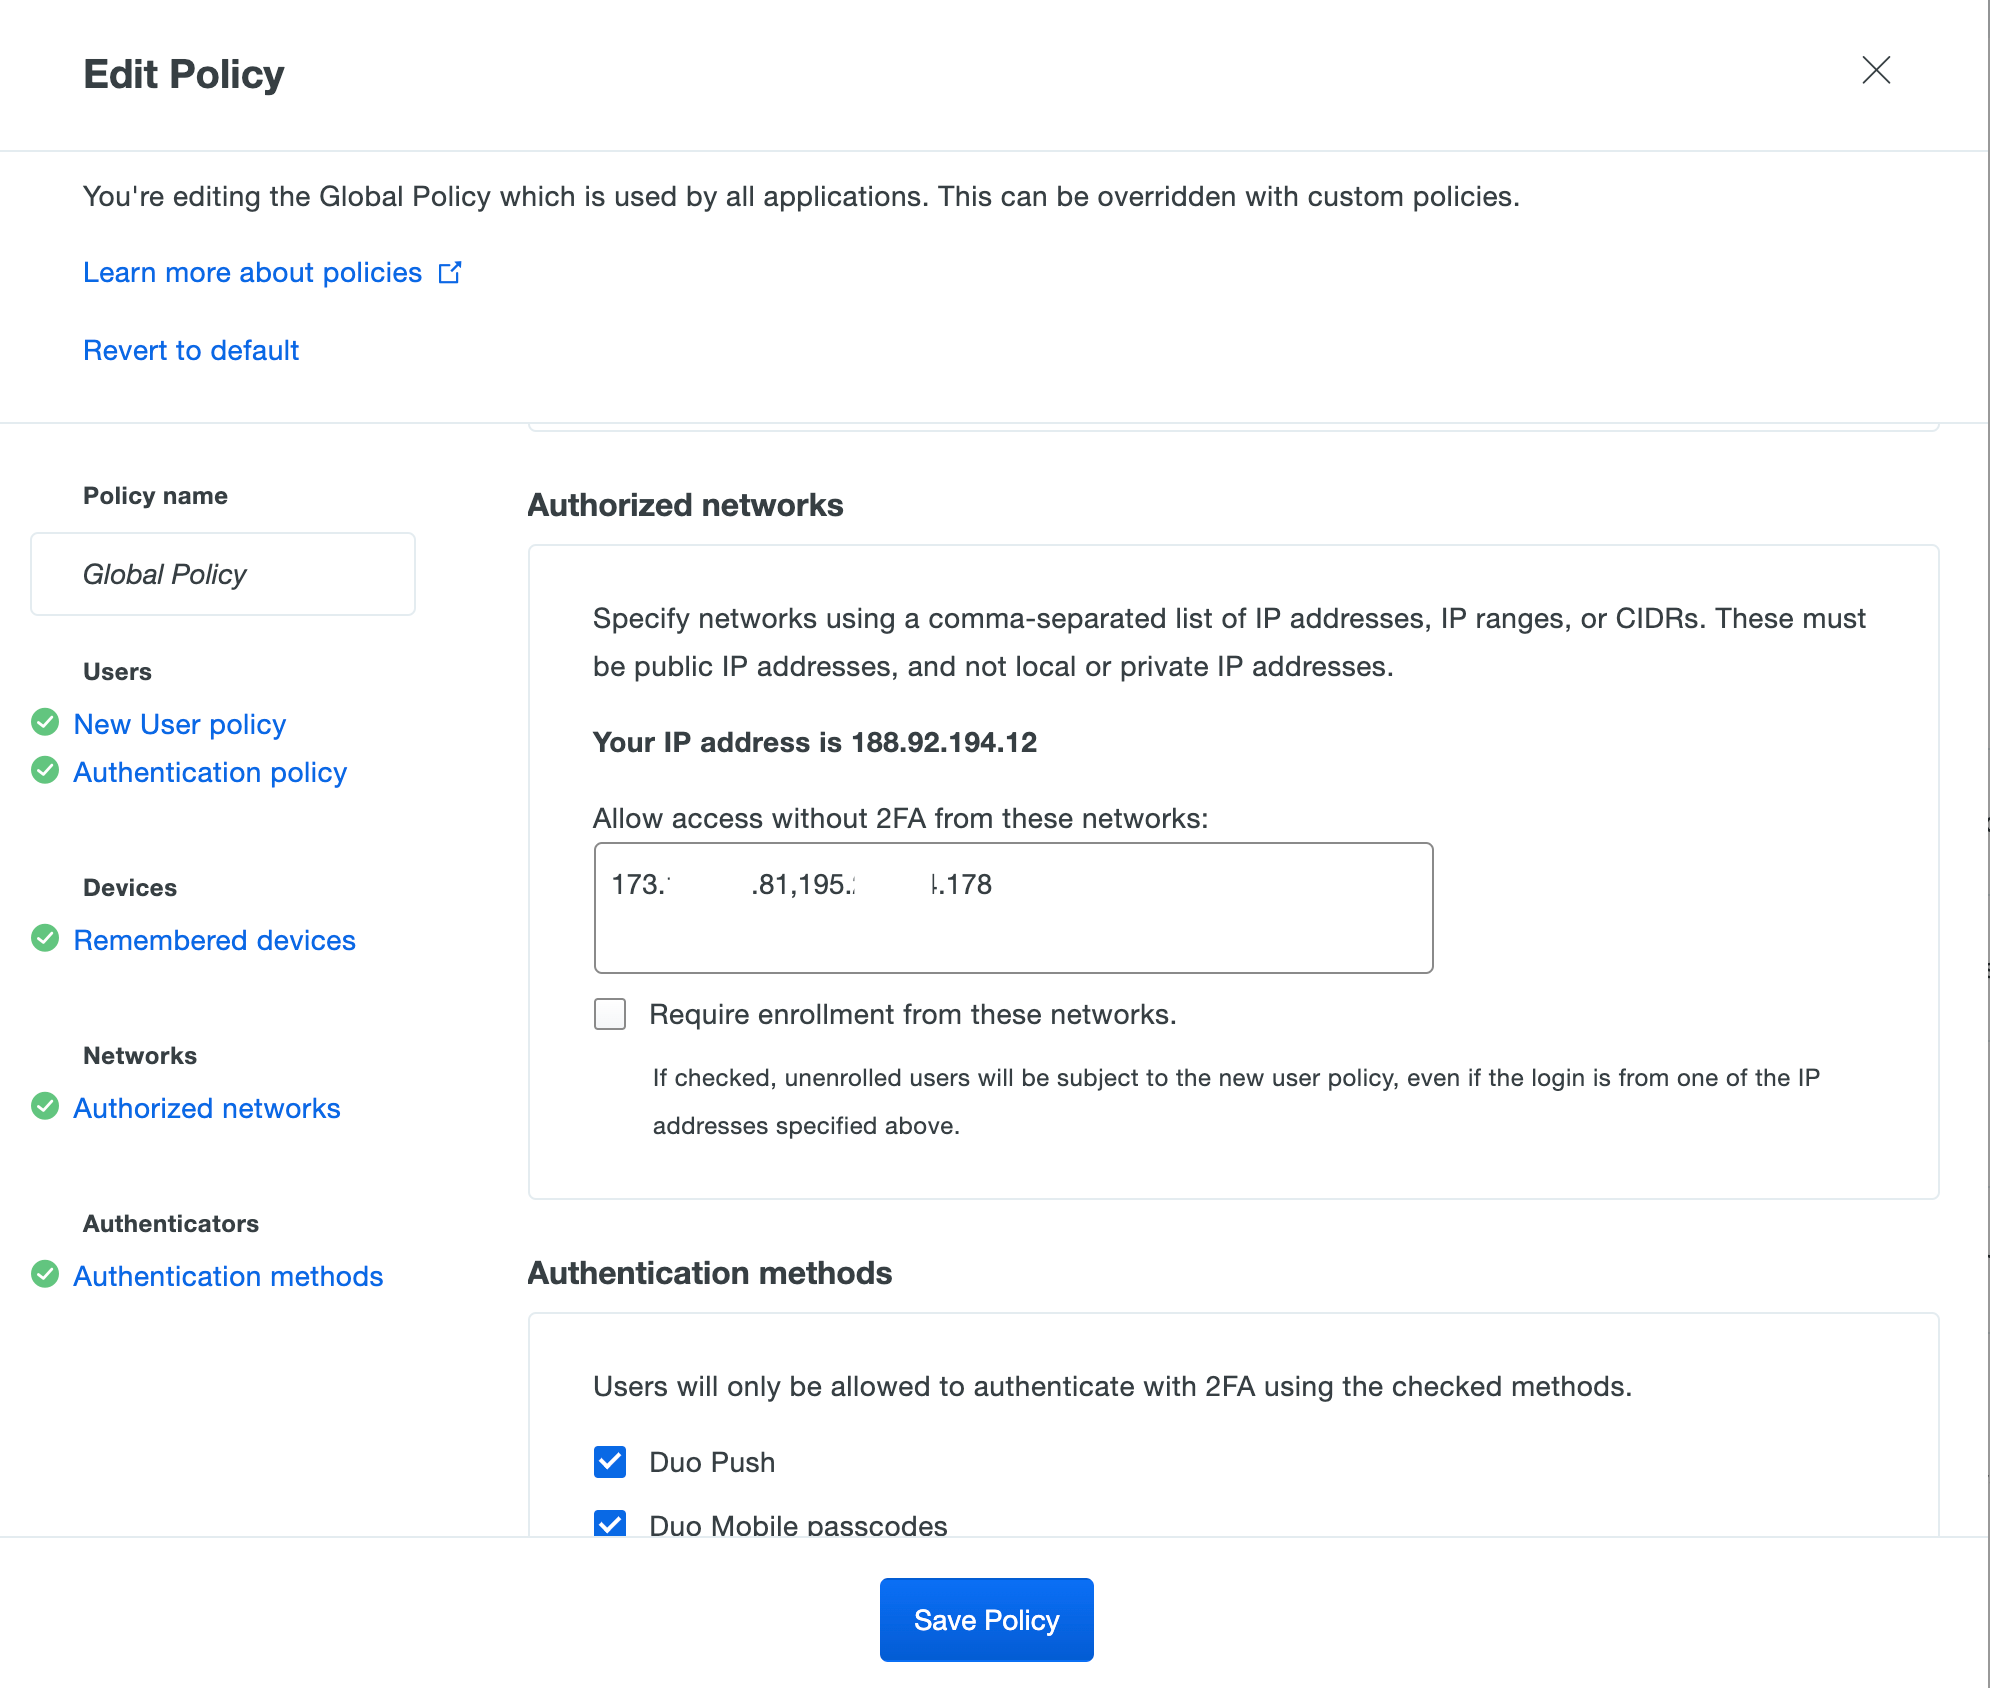 Edit Policy
You're editing the Global Policy which is used by all applications. This can be overridden with custom policies.
Learn more about policies
Revert to default
Policy name
Global Policy
Users
New User policy
Authentication policy
Devices
Remembered devices
Networks
Authorized networks
Authenticators
Authentication methods
Authorized networks
Specify networks using a comma-separated list of IP addresses, IP ranges, or CIDRs. These must
be public IP addresses, and not local or private IP addresses.
Your IP address is 188.92.194.12
Allow access without 2FA from these networks:
173. .81,195. .178
Require enrollment from these networks.
If checked, unenrolled users will be subject to the new user policy, even if the login is from one of the IP
addresses specified above.
Authentication methods
Users will only be allowed to authenticate with 2FA using the checked methods.
Duo Push
Duo Mobile passcodes
Save Policy